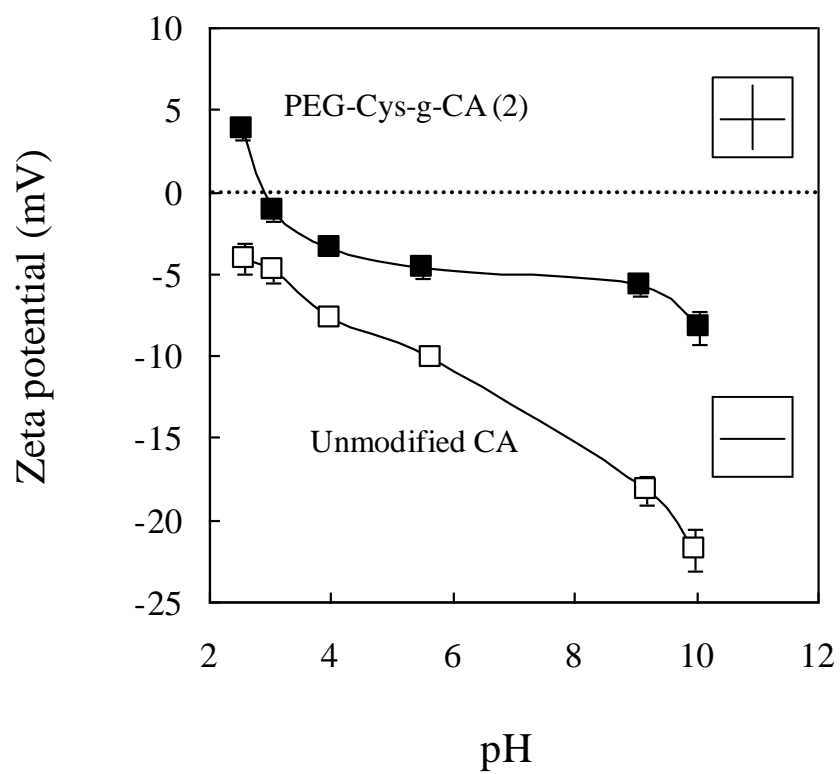 10
5
0
-5
-10
-15
-20
-25
Zeta potential (mV)
PEG-Cys-g-CA (2)
+
Unmodified CA
−
2 4 6 8 10 12
pH